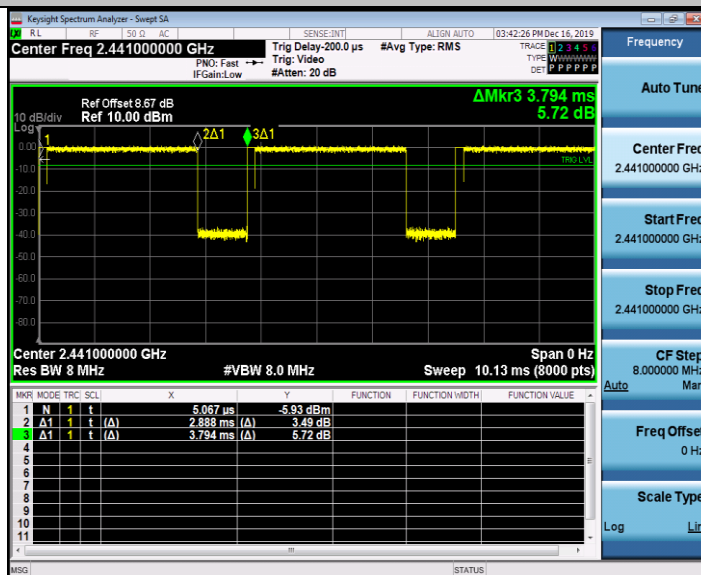 Keysight Spectrum Analyzer - Swept SA
RL RF 50 Ω AC SENSE:INT ALIGN AUTO 03:42:26 PM Dec 16, 2019
Center Freq 2.441000000 GHz
PNO: Fast
IFGain:Low
Trig Delay-200.0 µs
Trig: Video
#Atten: 20 dB
#Avg Type: RMS
TRACE 1 2 3 4 5 6
TYPE WWWWWW
DET P P P P P P
Ref Offset 8.67 dB
10 dB/div Ref 10.00 dBm
ΔMkr3 3.794 ms
5.72 dB
Log
1
2Δ1
3Δ1
TRIG LVL
0.00
-10.0
-20.0
-30.0
-40.0
-50.0
-60.0
-70.0
-80.0
Center 2.441000000 GHz Span 0 Hz
Res BW 8 MHz #VBW 8.0 MHz Sweep 10.13 ms (8000 pts)
MKR MODE TRC SCL X Y FUNCTION FUNCTION WIDTH FUNCTION VALUE
1 N 1 t 5.067 µs -5.93 dBm
2 Δ1 1 t (Δ) 2.888 ms (Δ) 3.49 dB
3 Δ1 1 t (Δ) 3.794 ms (Δ) 5.72 dB
4
5
6
7
8
9
10
11
MSG STATUS
Frequency
Auto Tune
Center Freq
2.441000000 GHz
Start Freq
2.441000000 GHz
Stop Freq
2.441000000 GHz
CF Step
8.000000 MHz
Auto Man
Freq Offset
0 Hz
Scale Type
Log Lin